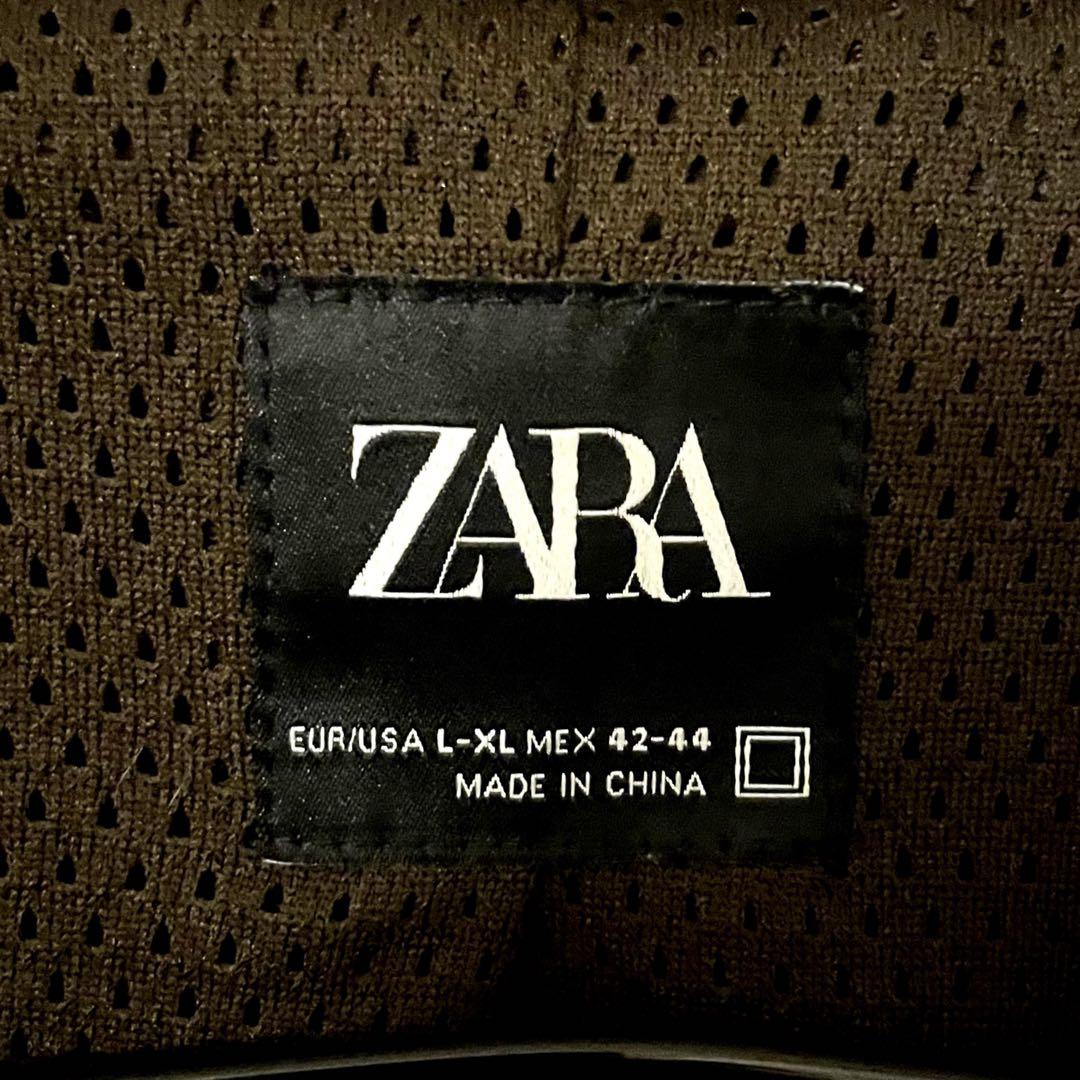 ZARA
EUR/USA L-XL MEX 42-44
MADE IN CHINA